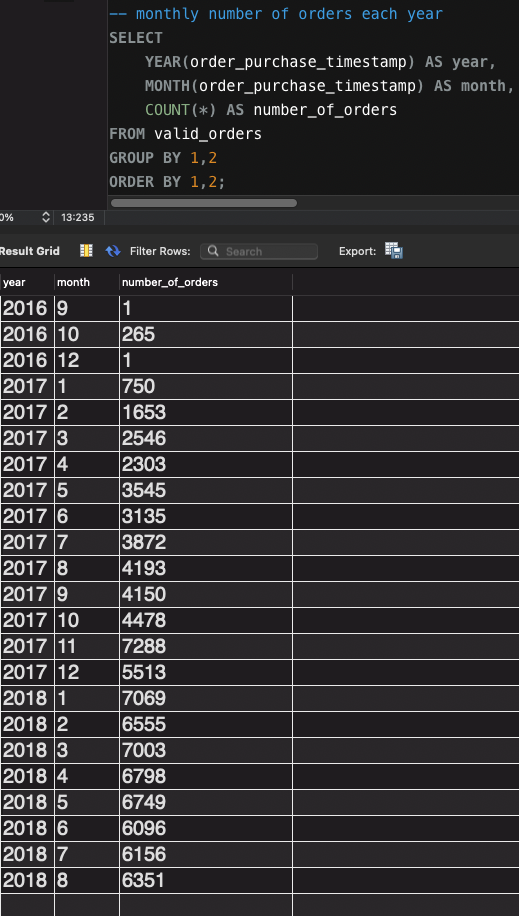 -- monthly number of orders each year
SELECT
YEAR(order_purchase_timestamp) AS year,
MONTH(order_purchase_timestamp) AS month,
COUNT(*) AS number_of_orders
FROM valid_orders
GROUP BY 1,2
ORDER BY 1,2;
0% 13:235
Result Grid Filter Rows: Search Export:
year month number_of_orders
2016 9 1
2016 10 265
2016 12 1
2017 1 750
2017 2 1653
2017 3 2546
2017 4 2303
2017 5 3545
2017 6 3135
2017 7 3872
2017 8 4193
2017 9 4150
2017 10 4478
2017 11 7288
2017 12 5513
2018 1 7069
2018 2 6555
2018 3 7003
2018 4 6798
2018 5 6749
2018 6 6096
2018 7 6156
2018 8 6351